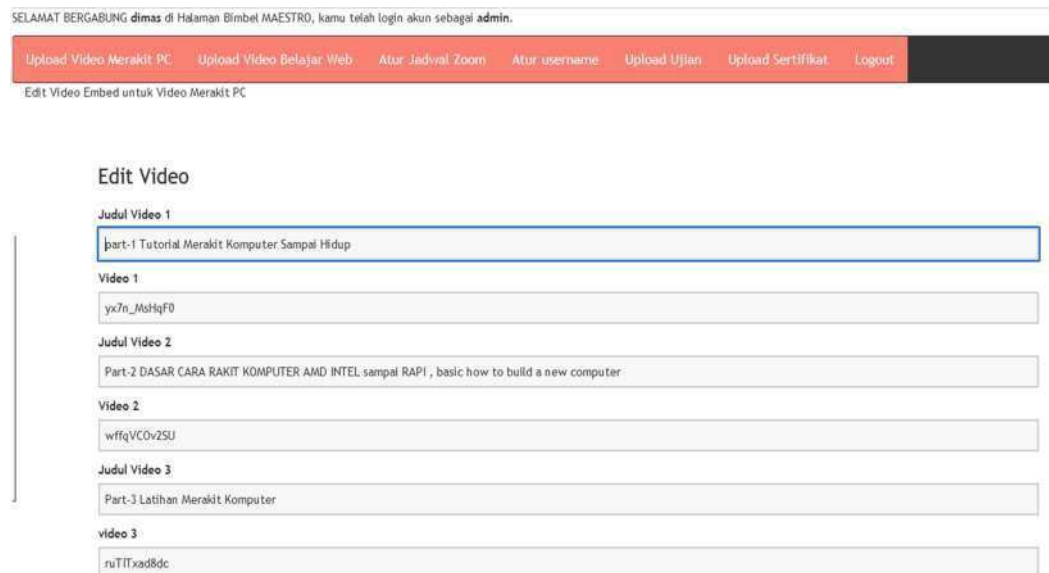 SELAMAT BERGABUNG dimas di Halaman Bimbel MAESTRO, kamu telah login akun sebagai admin.
Upload Video Merakit PC Upload Video Belajar Web Atur Jadwal Zoom Atur username Upload Ujian Upload Sertifikat Logout
Edit Video Embed untuk Video Merakit PC
Edit Video
Judul Video 1
part-1 Tutorial Merakit Komputer Sampai Hidup
Video 1
yx7n_MsHqF0
Judul Video 2
Part-2 DASAR CARA RAKIT KOMPUTER AMD INTEL sampai RAPI , basic how to build a new computer
Video 2
wffqVCOv2SU
Judul Video 3
Part-3 Latihan Merakit Komputer
video 3
ruTlTxad8dc